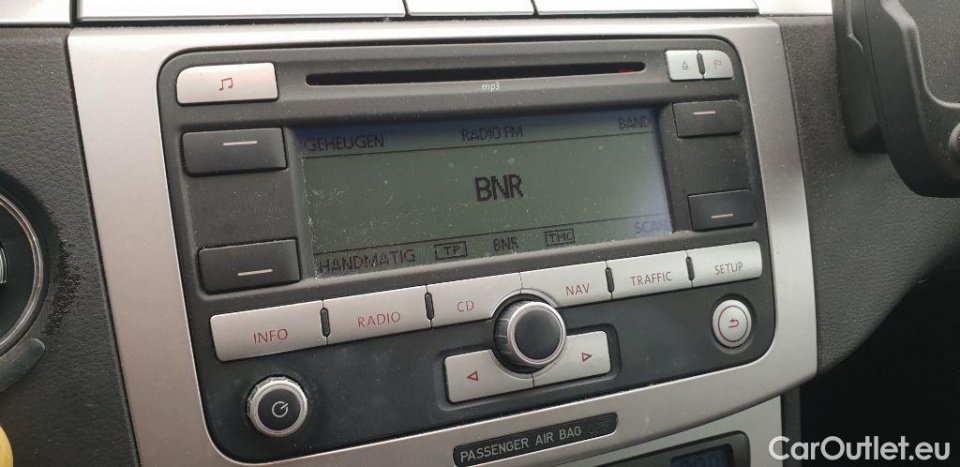 mp3
GEHEUGEN RADIO FM BAND
BNR
HANDMATIG TP BNR TMC SCAN
INFO RADIO CD NAV TRAFFIC SETUP
PASSENGER AIR BAG
CarOutlet.eu